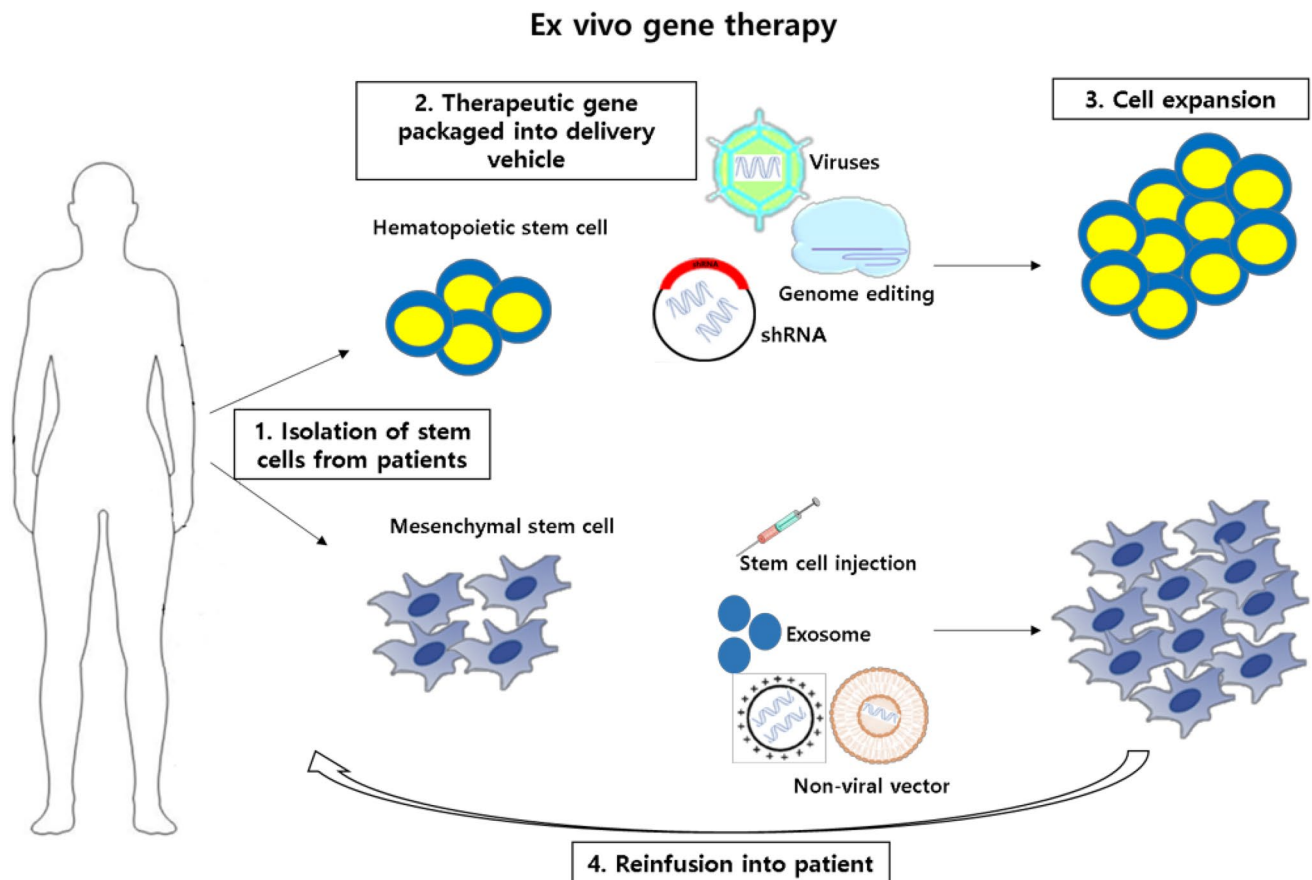 Ex vivo gene therapy
2. Therapeutic gene
packaged into delivery
vehicle
3. Cell expansion
Viruses
Hematopoietic stem cell
shRNA
Genome editing
shRNA
1. Isolation of stem
cells from patients
Mesenchymal stem cell
Stem cell injection
Exosome
Non-viral vector
4. Reinfusion into patient